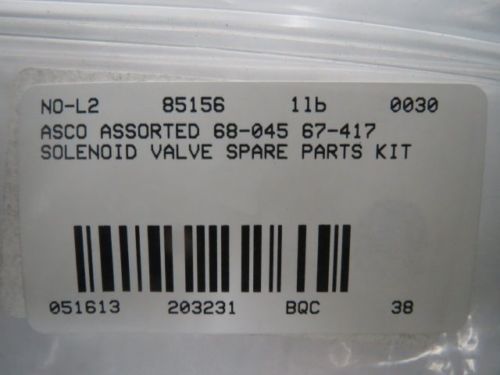 NO-L2 85156 1lb 0030
ASCO ASSORTED 68-045 67-417
SOLENOID VALVE SPARE PARTS KIT
051613 203231 BQC 38